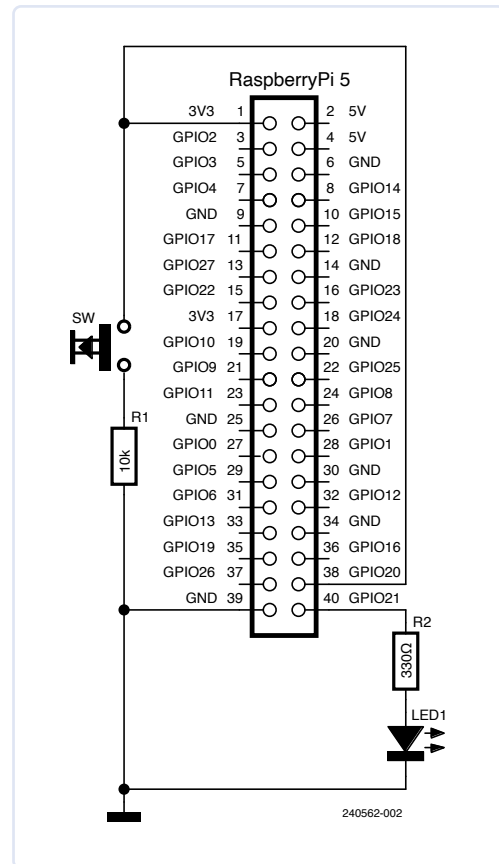 RaspberryPi 5
3V3 1 2 5V
GPIO2 3 4 5V
GPIO3 5 6 GND
GPIO4 7 8 GPIO14
GND 9 10 GPIO15
GPIO17 11 12 GPIO18
GPIO27 13 14 GND
GPIO22 15 16 GPIO23
SW
3V3 17 18 GPIO24
GPIO10 19 20 GND
GPIO9 21 22 GPIO25
GPIO11 23 24 GPIO8
R1
10k
GND 25 26 GPIO7
GPIO0 27 28 GPIO1
GPIO5 29 30 GND
GPIO6 31 32 GPIO12
GPIO13 33 34 GND
GPIO19 35 36 GPIO16
GPIO26 37 38 GPIO20
GND 39 40 GPIO21
R2
330Ω
LED1
240562-002